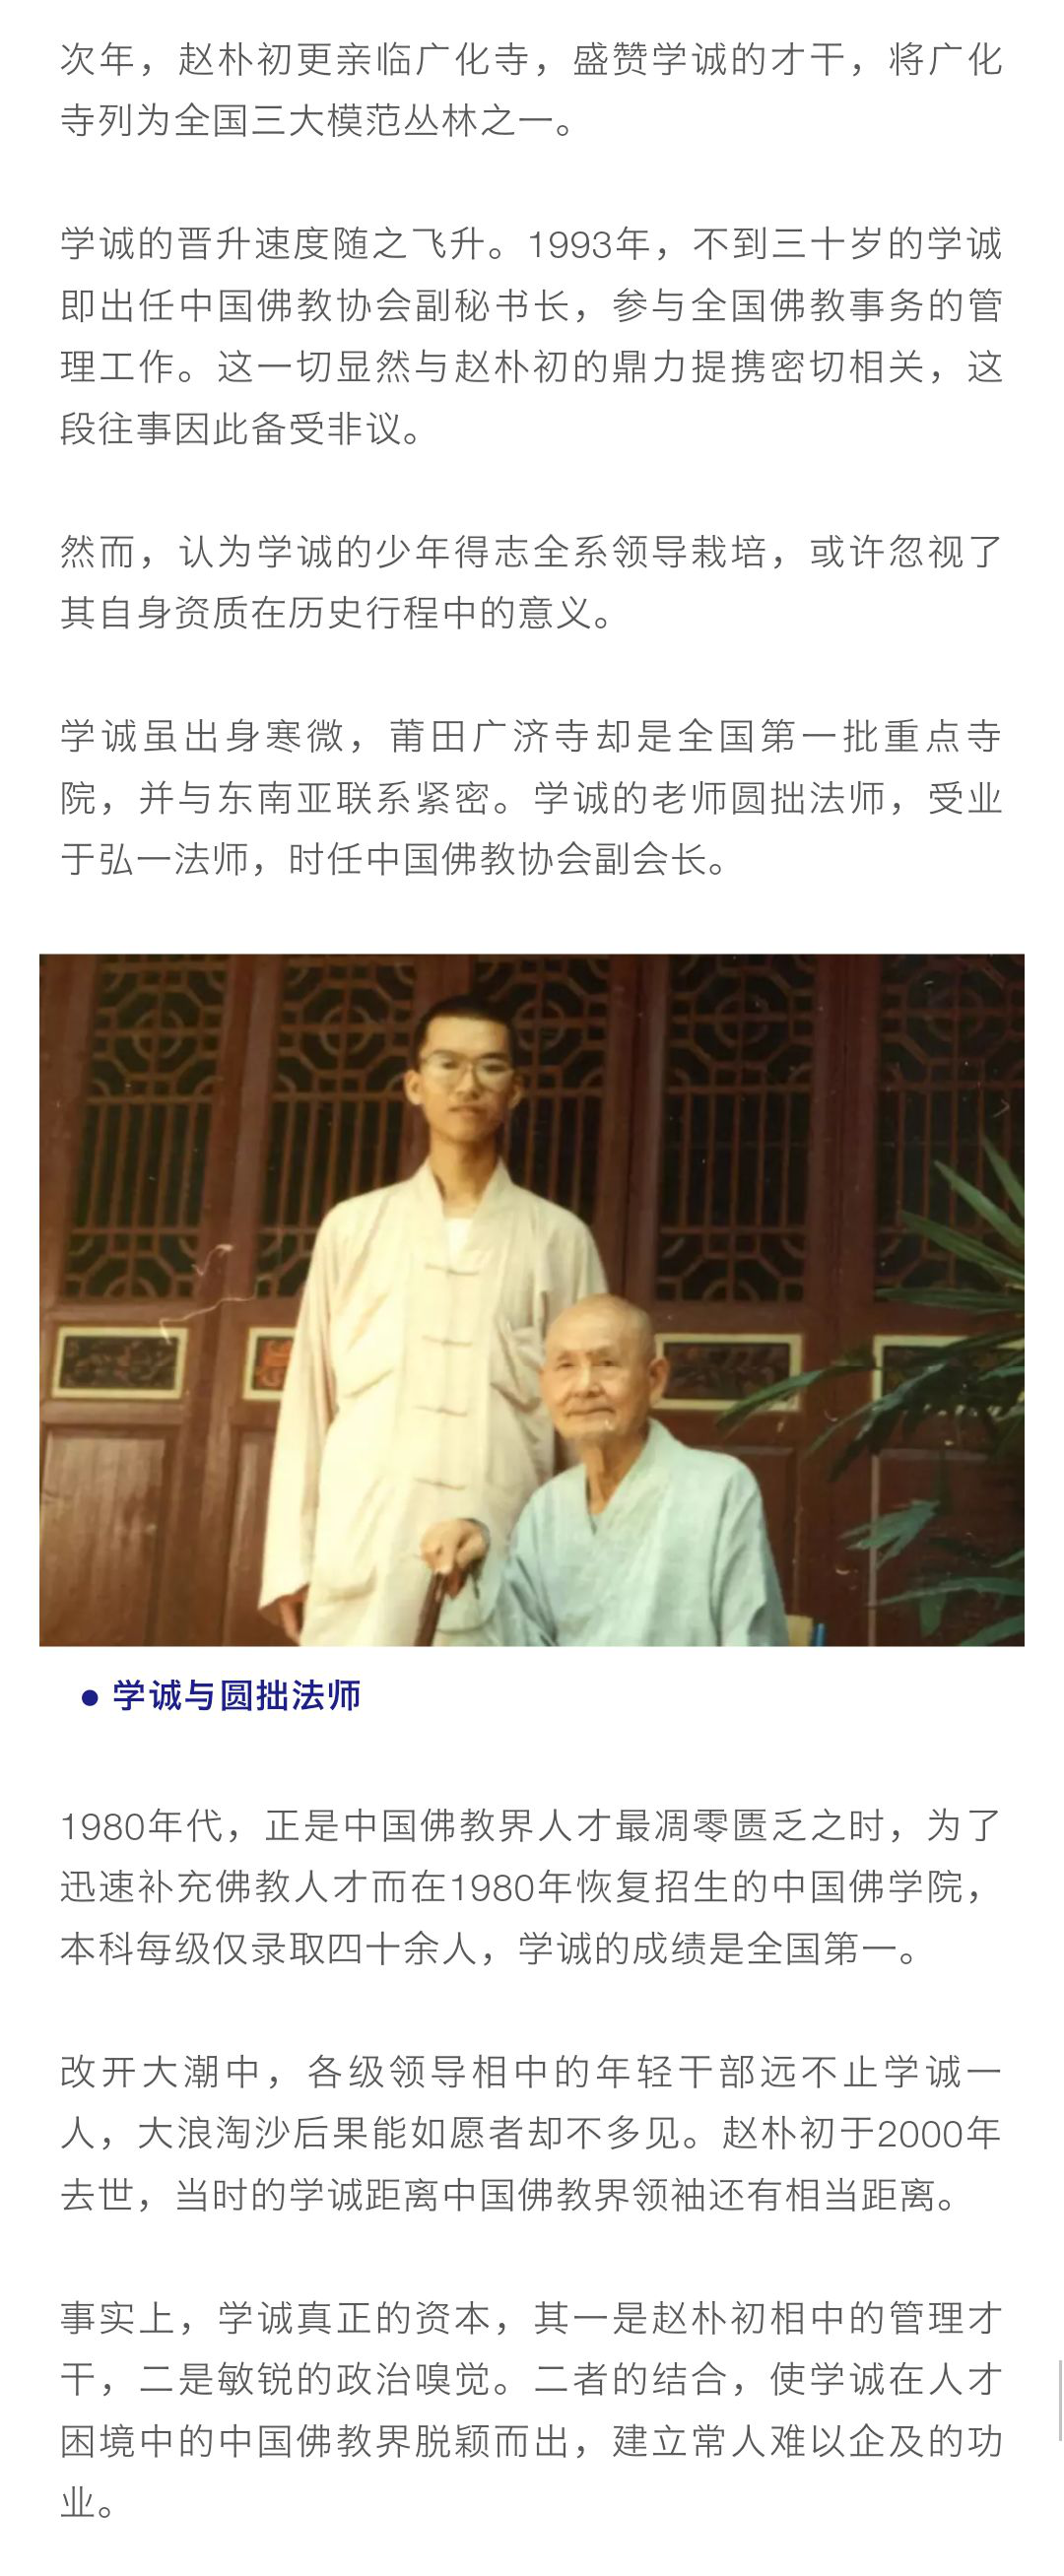 次年，赵朴初更亲临广化寺，盛赞学诚的才干，将广化
寺列为全国三大模范丛林之一。
学诚的晋升速度随之飞升。1993年，不到三十岁的学诚
即出任中国佛教协会副秘书长，参与全国佛教事务的管
理工作。这一切显然与赵朴初的鼎力提携密切相关，这
段往事因此备受非议。
然而，认为学诚的少年得志全系领导栽培，或许忽视了
其自身资质在历史行程中的意义。
学诚虽出身寒微，莆田广济寺却是全国第一批重点寺
院，并与东南亚联系紧密。学诚的老师圆拙法师，受业
于弘一法师，时任中国佛教协会副会长。
● 学诚与圆拙法师
1980年代，正是中国佛教界人才最凋零匮乏之时，为了
迅速补充佛教人才而在1980年恢复招生的中国佛学院，
本科每级仅录取四十余人，学诚的成绩是全国第一。
改开大潮中，各级领导相中的年轻干部远不止学诚一
人，大浪淘沙后果能如愿者却不多见。赵朴初于2000年
去世，当时的学诚距离中国佛教界领袖还有相当距离。
事实上，学诚真正的资本，其一是赵朴初相中的管理才
干，二是敏锐的政治嗅觉。二者的结合，使学诚在人才
困境中的中国佛教界脱颖而出，建立常人难以企及的功
业。